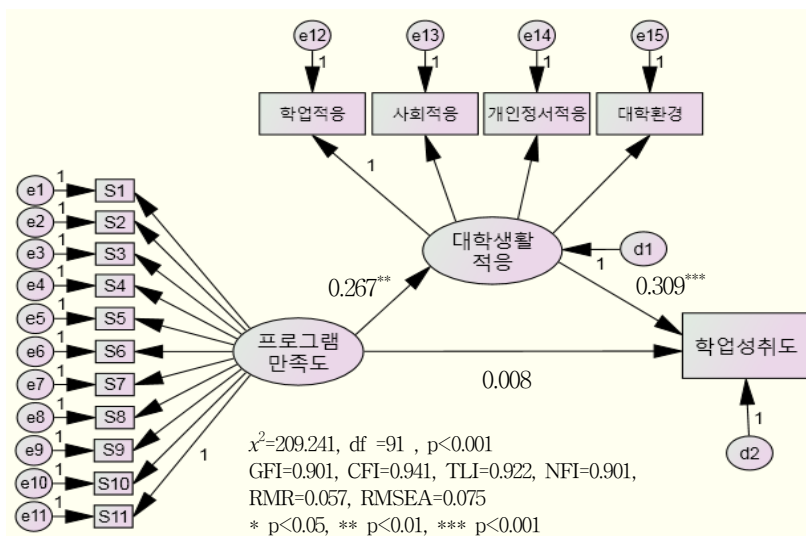 e12 e13 e14 e15
1 1 1 1
학업적응 사회적응 개인정서적응 대학환경
1
e1 1 S1
e2 1 S2
e3 1 S3
e4 1 S4
e5 1 S5
e6 1 S6
e7 1 S7
e8 1 S8
e9 1 S9
e10 1 S10
e11 1 S11
1
대학생활
적응
1 d1
0.267**
0.309***
프로그램
만족도
학업성취도
0.008
1
d2
x²=209.241, df =91 , p<0.001
GFI=0.901, CFI=0.941, TLI=0.922, NFI=0.901,
RMR=0.057, RMSEA=0.075
* p<0.05, ** p<0.01, *** p<0.001